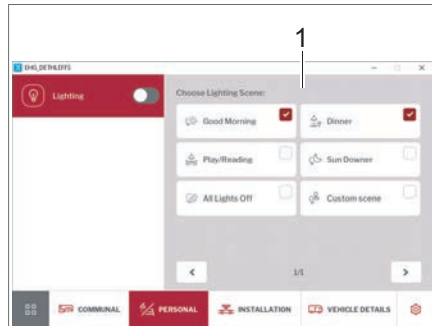 1
EHG_DETHLEFFS
Lighting
Choose Lighting Scene:
Good Morning
Dinner
Play/Reading
Sun Downer
All Lights Off
Custom scene
1/1
COMMUNAL
PERSONAL
INSTALLATION
VEHICLE DETAILS